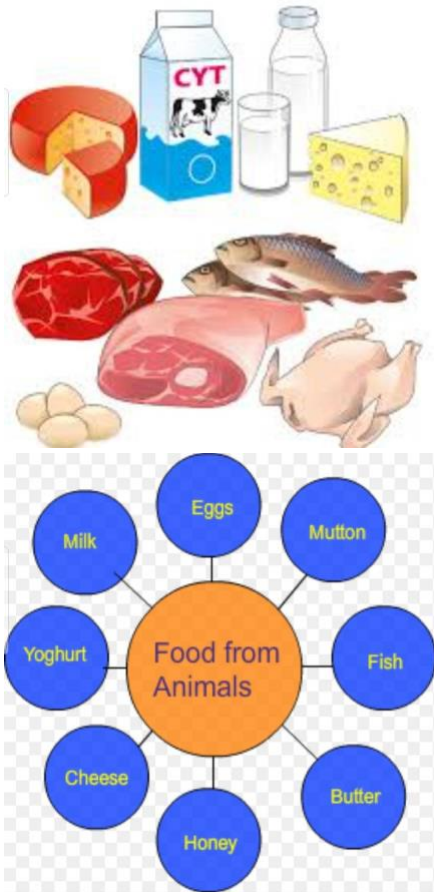 CYT
Eggs
Milk
Mutton
Yoghurt
Food from
Animals
Fish
Cheese
Butter
Honey